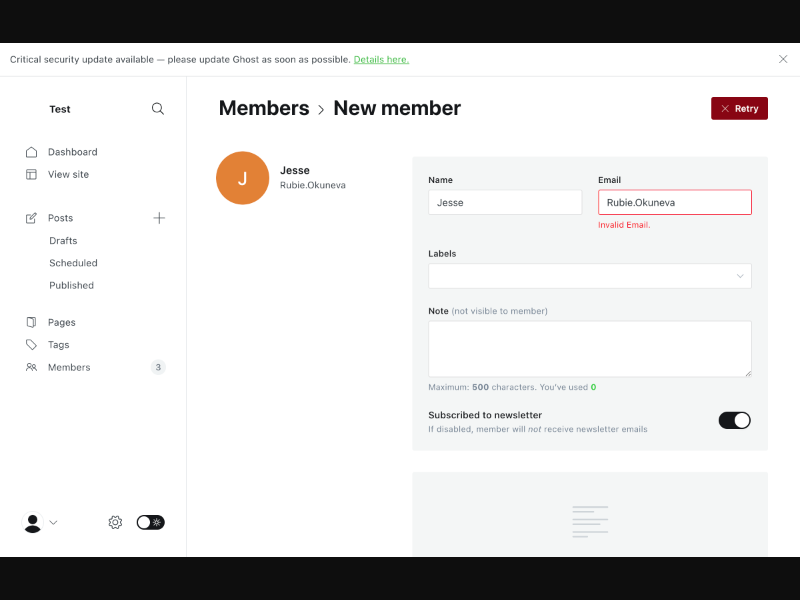 Critical security update available — please update Ghost as soon as possible. Details here.
Test
Dashboard
View site
Posts
Drafts
Scheduled
Published
Pages
Tags
Members 3
Members › New member
Retry
J
Jesse
Rubie.Okuneva
Name
Jesse
Email
Rubie.Okuneva
Invalid Email.
Labels
Note (not visible to member)
Maximum: 500 characters. You've used 0
Subscribed to newsletter
If disabled, member will not receive newsletter emails